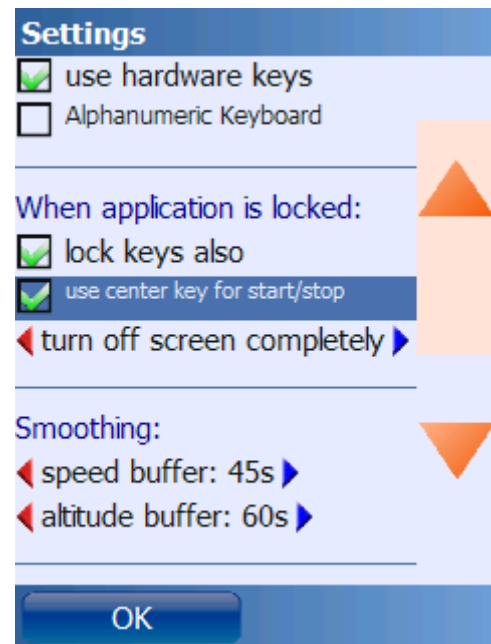 Settings
use hardware keys
Alphanumeric Keyboard
When application is locked:
lock keys also
use center key for start/stop
turn off screen completely
Smoothing:
speed buffer: 45s
altitude buffer: 60s
OK